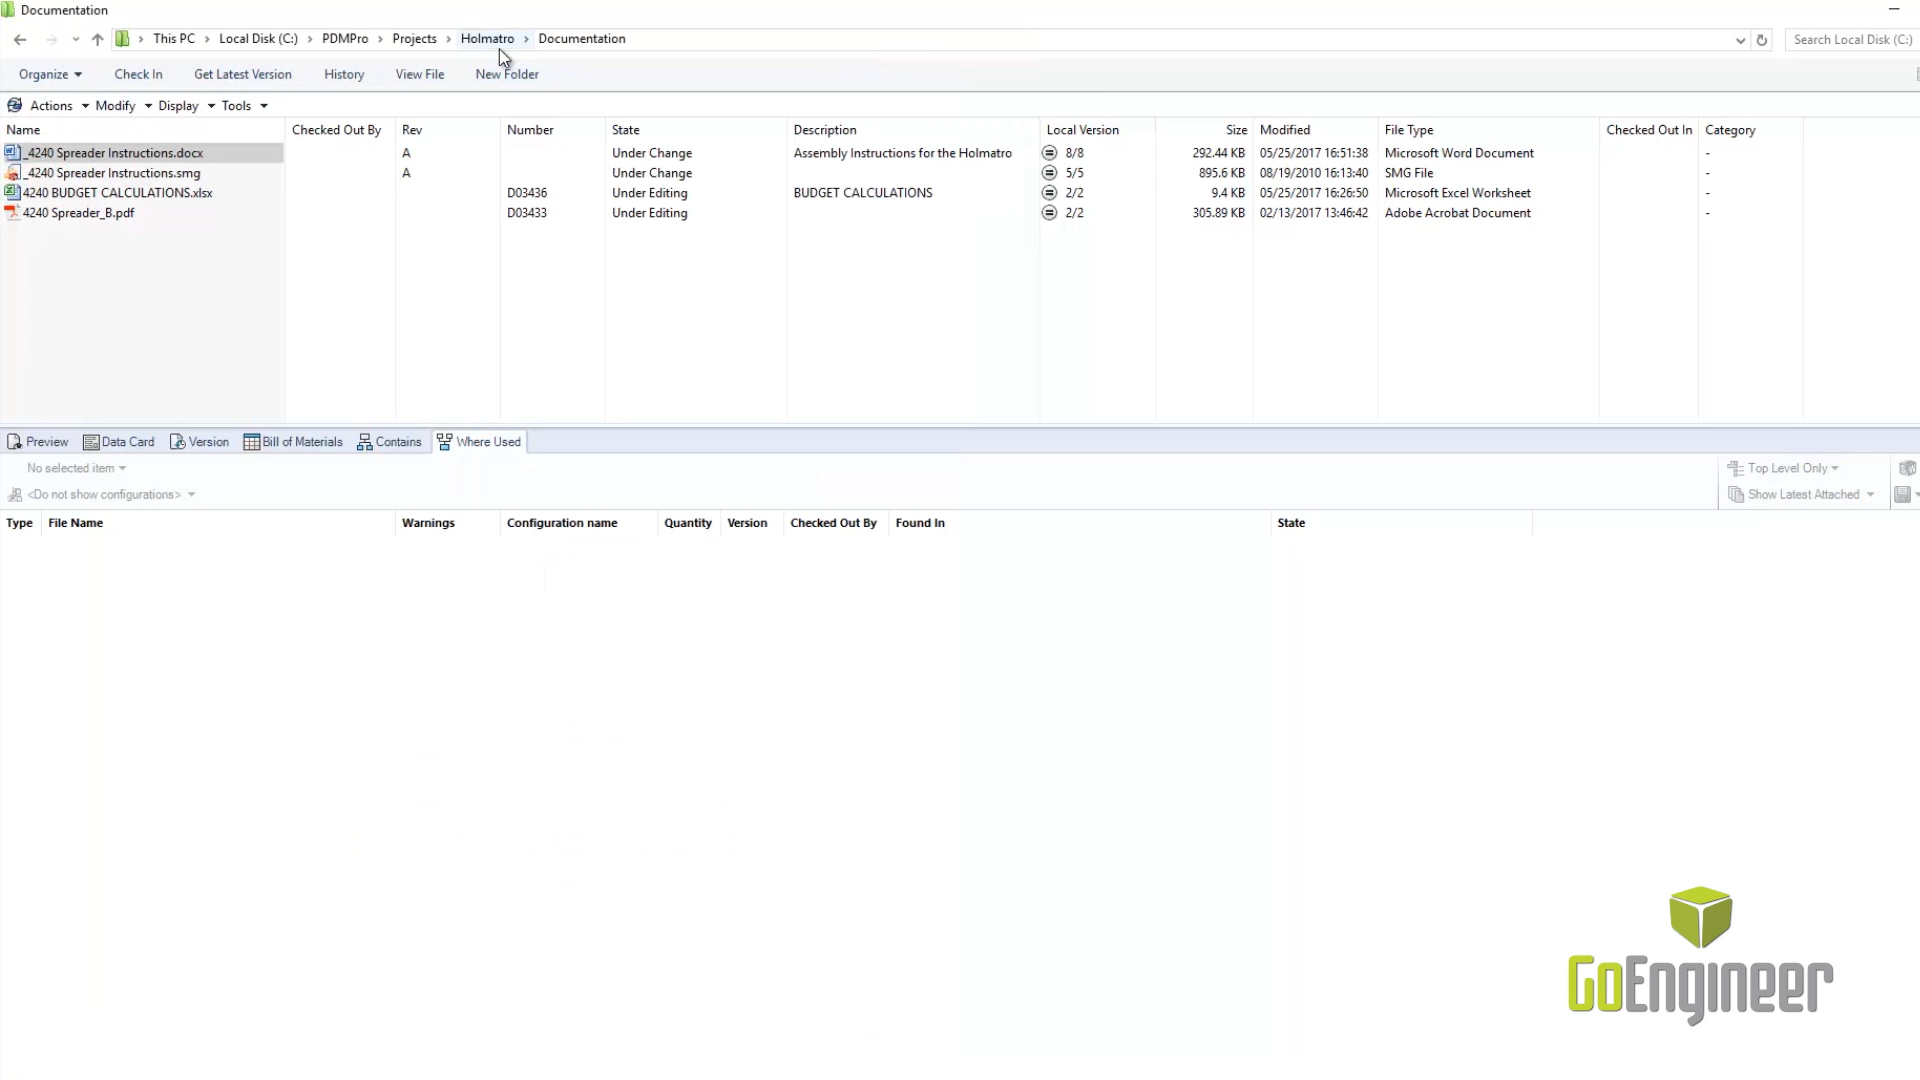 Documentation
This PC > Local Disk (C:) > PDMPro > Projects > Holmatro > Documentation
Search Local Disk (C:)
Organize Check In Get Latest Version History View File New Folder
Actions Modify Display Tools
Name Checked Out By Rev Number State Description Local Version Size Modified File Type Checked Out In Category
_4240 Spreader Instructions.docx A Under Change Assembly Instructions for the Holmatro 8/8 292.44 KB 05/25/2017 16:51:38 Microsoft Word Document -
_4240 Spreader Instructions.smg A Under Change 5/5 895.6 KB 08/19/2010 16:13:40 SMG File -
4240 BUDGET CALCULATIONS.xlsx D03436 Under Editing BUDGET CALCULATIONS 2/2 9.4 KB 05/25/2017 16:26:50 Microsoft Excel Worksheet -
4240 Spreader_B.pdf D03433 Under Editing 2/2 305.89 KB 02/13/2017 13:46:42 Adobe Acrobat Document -
Preview Data Card Version Bill of Materials Contains Where Used
No selected item Top Level Only
<Do not show configurations> Show Latest Attached
Type File Name Warnings Configuration name Quantity Version Checked Out By Found In State
GoEngineer